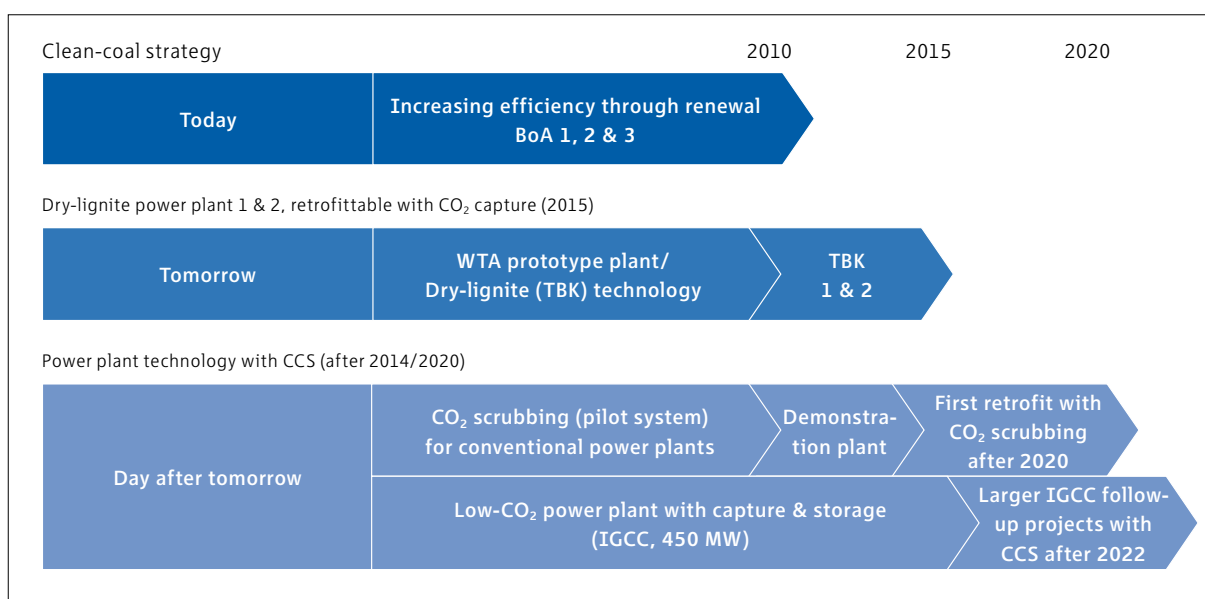 Clean-coal strategy 2010 2015 2020
Today
Increasing efficiency through renewal
BoA 1, 2 & 3
Dry-lignite power plant 1 & 2, retrofittable with CO₂ capture (2015)
Tomorrow
WTA prototype plant/
Dry-lignite (TBK) technology
TBK
1 & 2
Power plant technology with CCS (after 2014/2020)
Day after tomorrow
CO₂ scrubbing (pilot system)
for conventional power plants
Demonstra-
tion plant
First retrofit with
CO₂ scrubbing
after 2020
Low-CO₂ power plant with capture & storage
(IGCC, 450 MW)
Larger IGCC follow-
up projects with
CCS after 2022